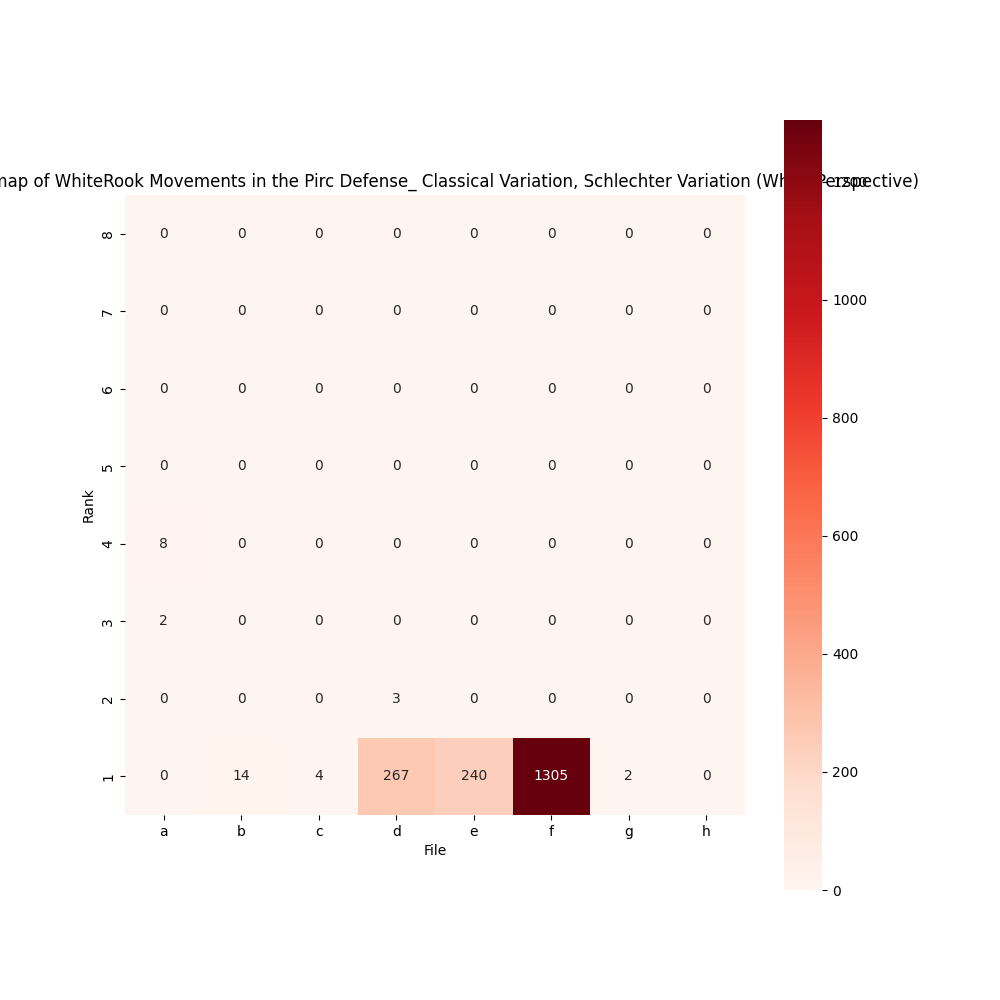 map of WhiteRook Movements in the Pirc Defense_ Classical Variation, Schlechter Variation (White Perspective)
8 0 0 0 0 0 0 0 0
7 0 0 0 0 0 0 0 0
6 0 0 0 0 0 0 0 0
5 0 0 0 0 0 0 0 0
4 8 0 0 0 0 0 0 0
3 2 0 0 0 0 0 0 0
2 0 0 0 3 0 0 0 0
1 0 14 4 267 240 1305 2 0
a b c d e f g h
File
Rank
1200
1000
800
600
400
200
0